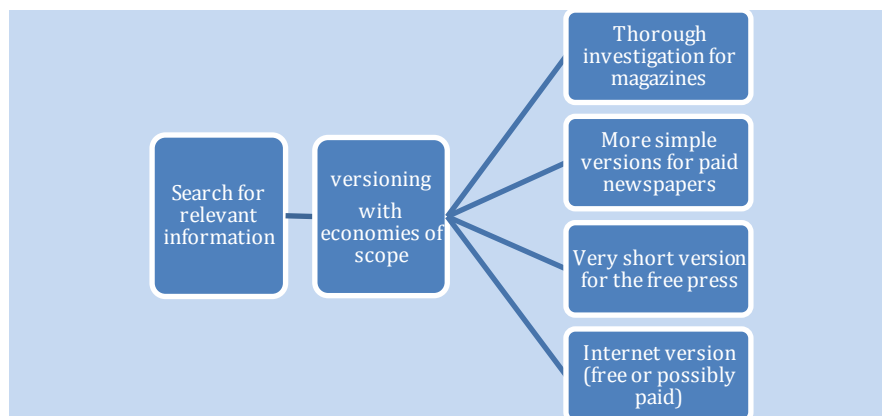 Search for
relevant
information
versioning
with
economies of
scope
Thorough
investigation for
magazines
More simple
versions for paid
newspapers
Very short version
for the free press
Internet version
(free or possibly
paid)